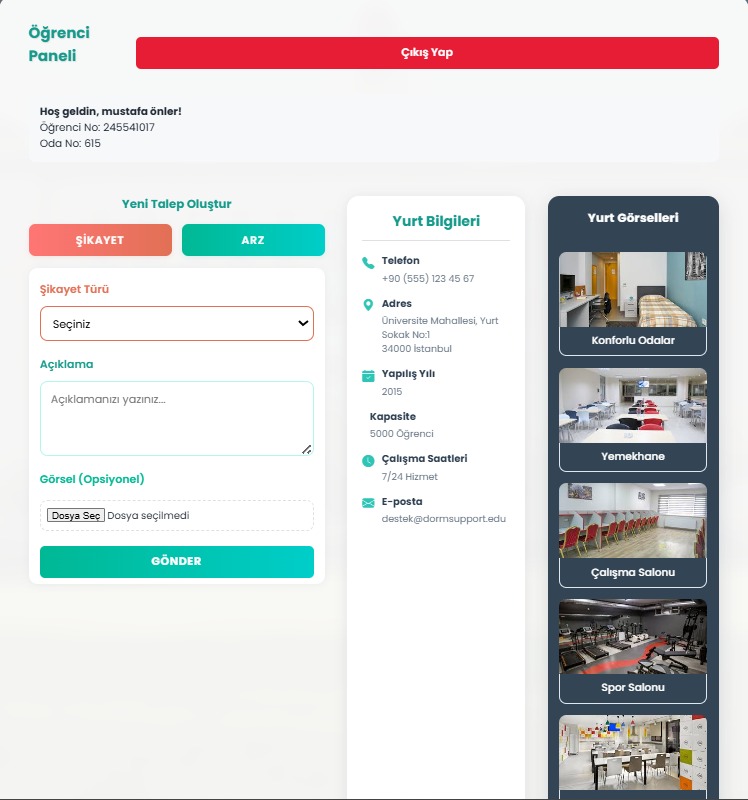 Öğrenci
Paneli
Çıkış Yap
Hoş geldin, mustafa önler!
Öğrenci No: 245541017
Oda No: 615
Yeni Talep Oluştur
ŞİKAYET
ARZ
Şikayet Türü
Seçiniz
Açıklama
Açıklamanızı yazınız...
Görsel (Opsiyonel)
Dosya Seç Dosya seçilmedi
GÖNDER
Yurt Bilgileri
Telefon
+90 (555) 123 45 67
Adres
Üniversite Mahallesi, Yurt
Sokak No:1
34000 İstanbul
Yapılış Yılı
2015
Kapasite
5000 Öğrenci
Çalışma Saatleri
7/24 Hizmet
E-posta
destek@dormsupport.edu
Yurt Görselleri
Konforlu Odalar
Yemekhane
Çalışma Salonu
Spor Salonu